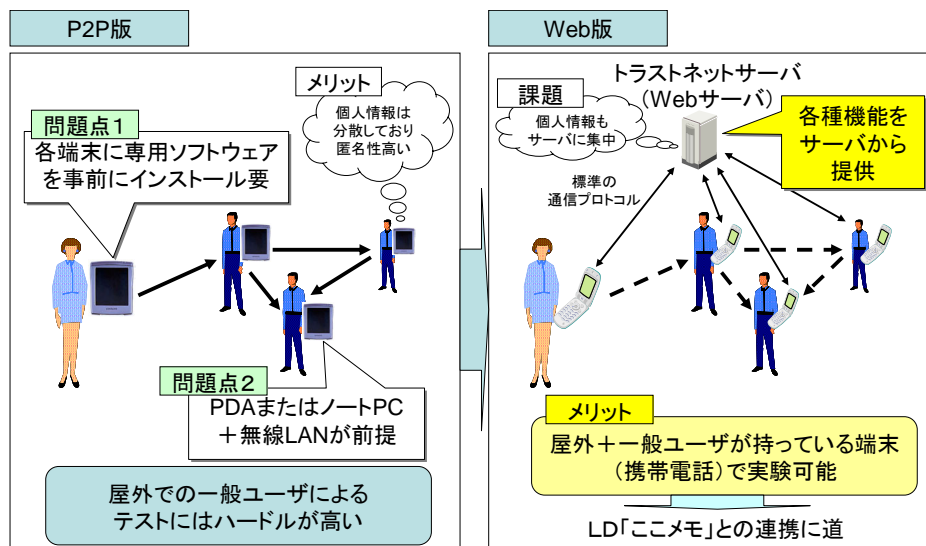 P2P版
メリット
個人情報は
分散しており
匿名性高い
問題点1
各端末に専用ソフトウェア
を事前にインストール要
問題点2
PDAまたはノートPC
+無線LANが前提
屋外での一般ユーザによる
テストにはハードルが高い
Web版
トラストネットサーバ
(Webサーバ)
課題
個人情報も
サーバに集中
各種機能を
サーバから
提供
標準の
通信プロトコル
メリット
屋外+一般ユーザが持っている端末
(携帯電話)で実験可能
LD「ここメモ」との連携に道